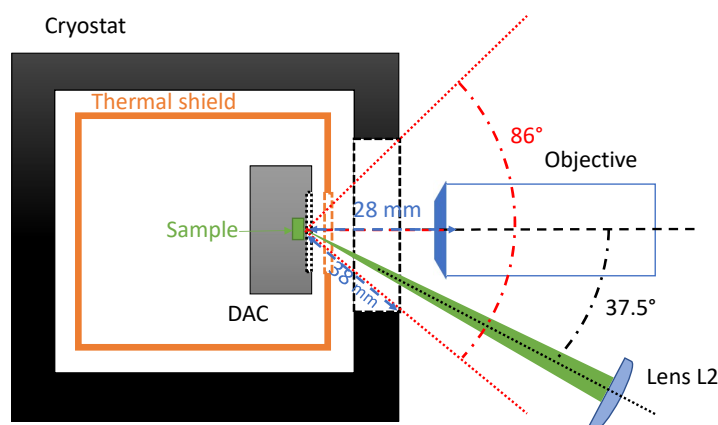 Cryostat
Thermal shield
86°
Objective
28 mm
Sample
38 mm
DAC
37.5°
Lens L2